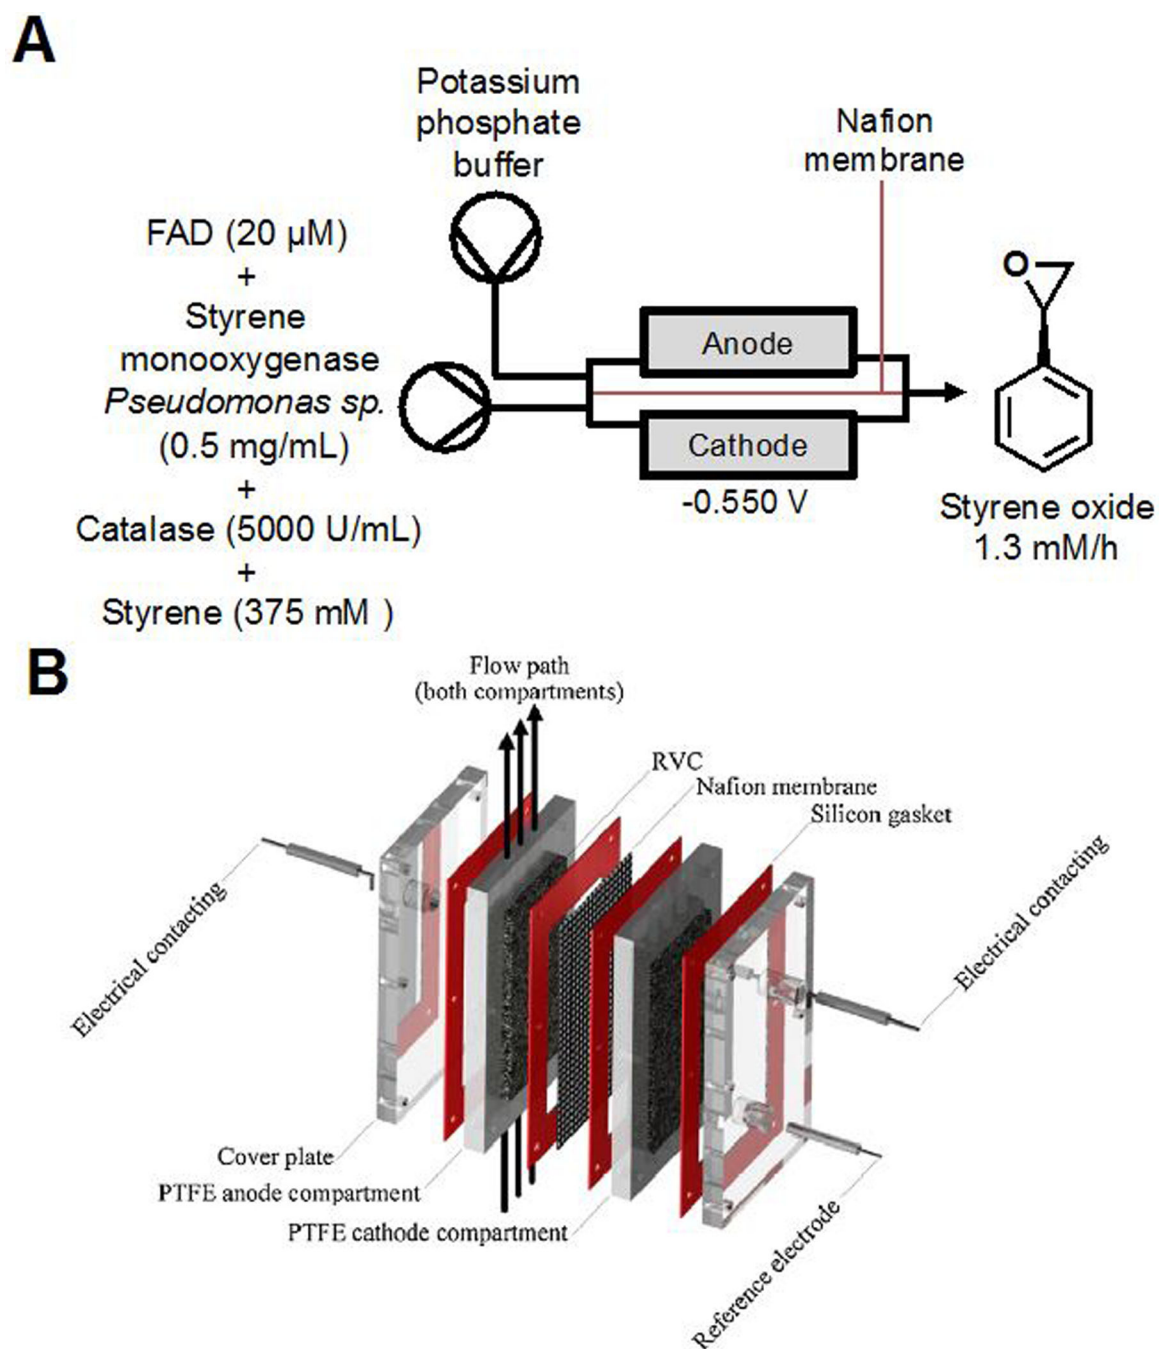 A
Potassium
phosphate
buffer
Nafion
membrane
FAD (20 µM)
+
Styrene
monooxygenase
Pseudomonas sp.
(0.5 mg/mL)
+
Catalase (5000 U/mL)
+
Styrene (375 mM )
Anode
Cathode
-0.550 V
O
Styrene oxide
1.3 mM/h
B
Flow path
(both compartments)
RVC
Nafion membrane
Silicon gasket
Electrical contacting
Electrical contacting
Cover plate
PTFE anode compartment
PTFE cathode compartment
Reference electrode